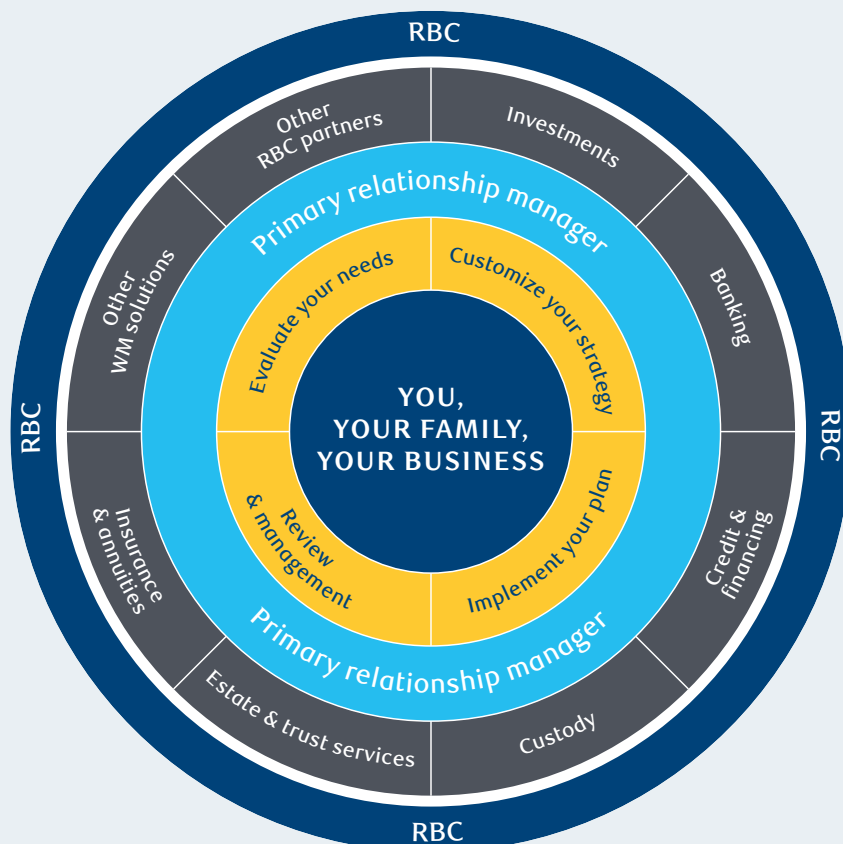 RBC
Other
RBC partners
Investments
Banking
Credit &
financing
Custody
Estate & trust services
Insurance
& annuities
Other
WM solutions
Primary relationship manager
Evaluate your needs
Customize your strategy
Implement your plan
Review
& management
YOU,
YOUR FAMILY,
YOUR BUSINESS
Primary relationship manager
RBC
RBC
RBC